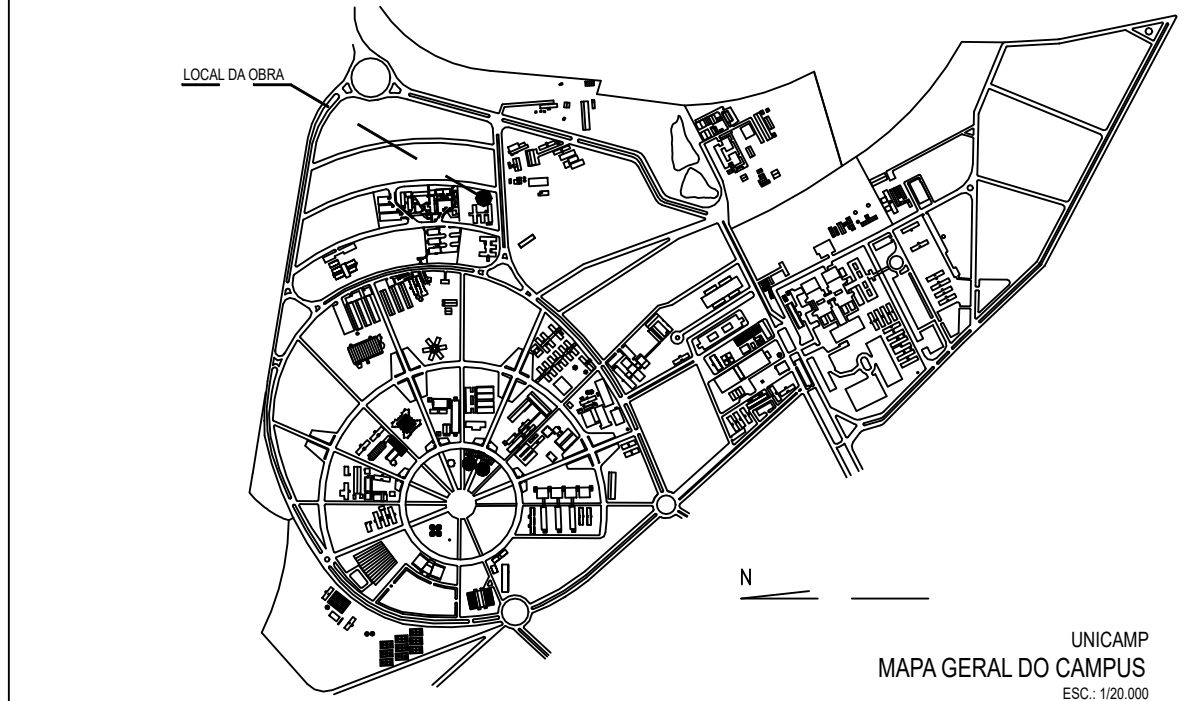 LOCAL DA OBRA
N
UNICAMP
MAPA GERAL DO CAMPUS
ESC.: 1/20.000